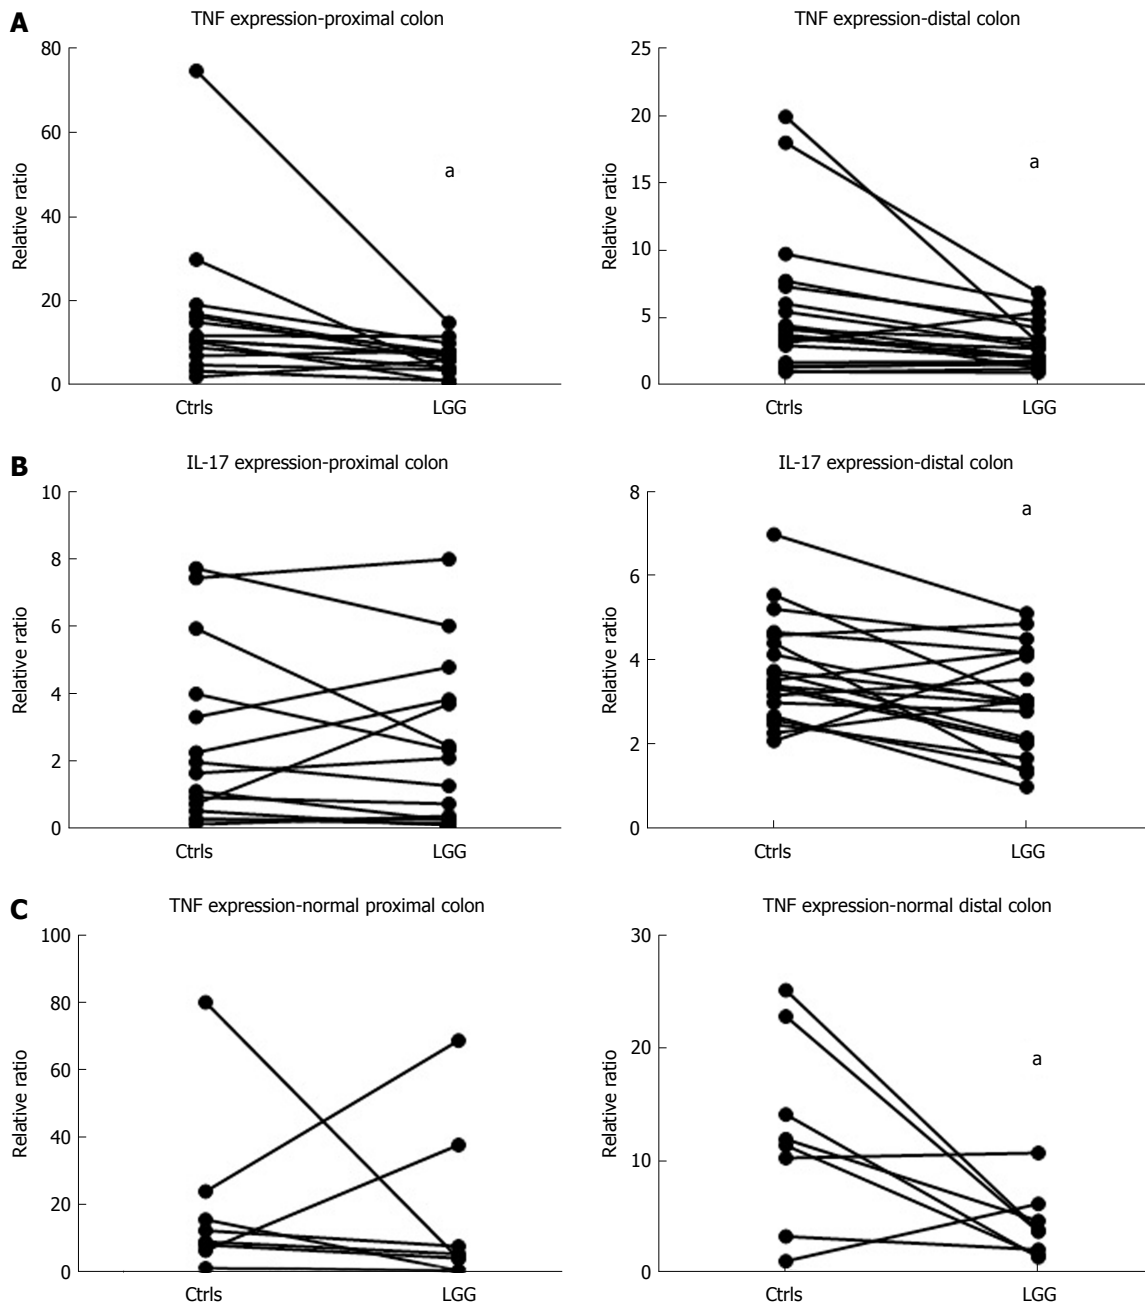 A
TNF expression-proximal colon
80
60
40
20
0
Relative ratio
a
Ctrls
LGG
TNF expression-distal colon
25
20
15
10
5
0
Relative ratio
a
Ctrls
LGG
B
IL-17 expression-proximal colon
10
8
6
4
2
0
Relative ratio
Ctrls
LGG
IL-17 expression-distal colon
8
6
4
2
0
Relative ratio
a
Ctrls
LGG
C
TNF expression-normal proximal colon
100
80
60
40
20
0
Relative ratio
Ctrls
LGG
TNF expression-normal distal colon
30
20
10
0
Relative ratio
a
Ctrls
LGG